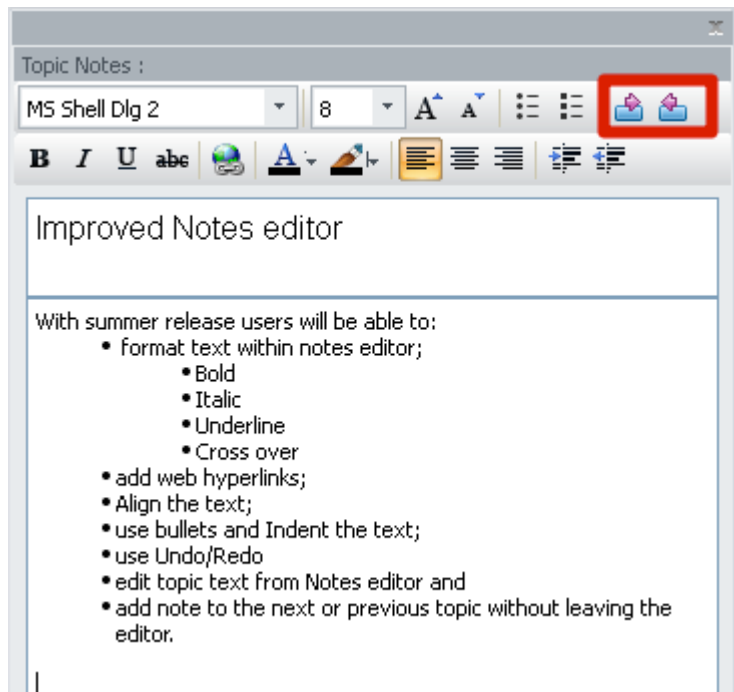 Topic Notes :
MS Shell Dlg 2 8 A A
B I U abc A
Improved Notes editor
With summer release users will be able to:
• format text within notes editor;
• Bold
• Italic
• Underline
• Cross over
• add web hyperlinks;
• Align the text;
• use bullets and Indent the text;
• use Undo/Redo
• edit topic text from Notes editor and
• add note to the next or previous topic without leaving the
editor.